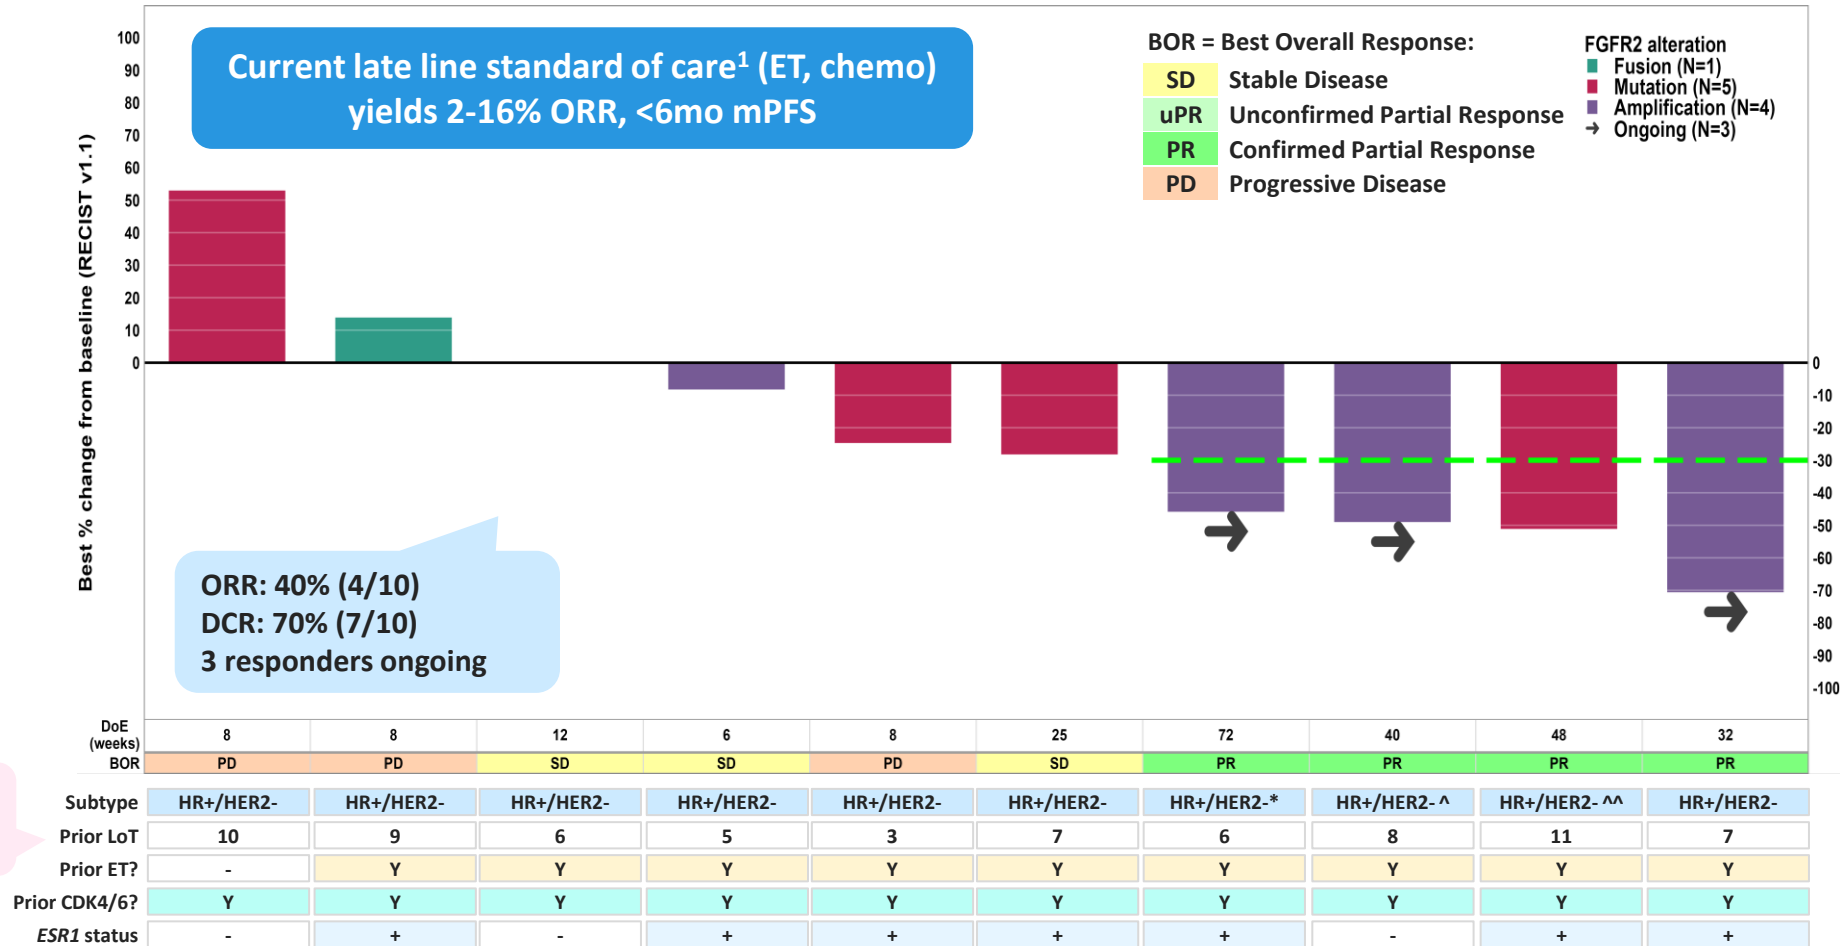 Current late line standard of care1 (ET, chemo)
yields 2-16% ORR, <6mo mPFS
BOR = Best Overall Response:
SD Stable Disease
uPR Unconfirmed Partial Response
PR Confirmed Partial Response
PD Progressive Disease
FGFR2 alteration
Fusion (N=1)
Mutation (N=5)
Amplification (N=4)
→ Ongoing (N=3)
Best % change from baseline (RECIST v1.1)
100
90
80
70
60
50
40
30
20
10
0
0
-10
-20
-30
-40
-50
-60
-70
-80
-90
-100
ORR: 40% (4/10)
DCR: 70% (7/10)
3 responders ongoing
DoE (weeks) 8 8 12 6 8 25 72 40 48 32
BOR PD PD SD SD PD SD PR PR PR PR
Subtype HR+/HER2- HR+/HER2- HR+/HER2- HR+/HER2- HR+/HER2- HR+/HER2- HR+/HER2-* HR+/HER2- ^ HR+/HER2- ^^ HR+/HER2-
Prior LoT 10 9 6 5 3 7 6 8 11 7
Prior ET? - Y Y Y Y Y Y Y Y Y
Prior CDK4/6? Y Y Y Y Y Y Y Y Y Y
ESR1 status - + - + + + + - + +